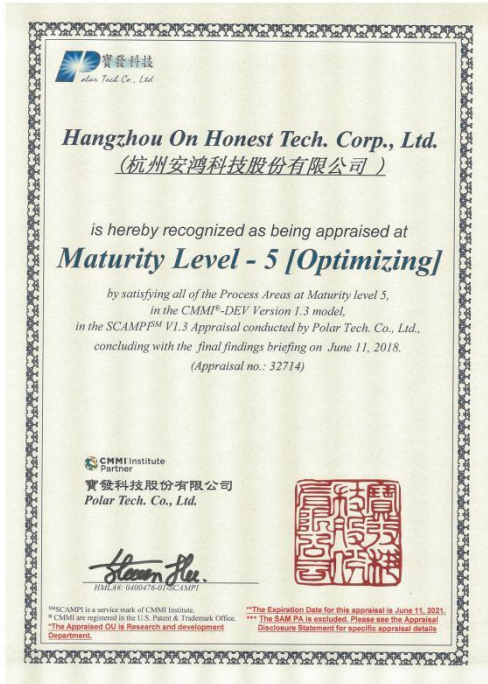 寶發科技
Polar Tech Co., Ltd
Hangzhou On Honest Tech. Corp., Ltd.
(杭州安鸿科技股份有限公司 )
is hereby recognized as being appraised at
Maturity Level - 5 [Optimizing]
by satisfying all of the Process Areas at Maturity level 5,
in the CMMI®-DEV Version 1.3 model,
in the SCAMPI℠ V1.3 Appraisal conducted by Polar Tech. Co., Ltd.,
concluding with the final findings briefing on June 11, 2018.
(Appraisal no.: 32714)
CMMI Institute
Partner
寶發科技股份有限公司
Polar Tech. Co., Ltd.
HMLA#: 0400476-01-SCAMPI
℠SCAMPI is a service mark of CMMI Institute.
® CMMI are registered in the U.S. Patent & Trademark Office.
*The Appraised OU is Research and development
Department.
**The Expiration Date for this appraisal is June 11, 2021.
*** The SAM PA is excluded. Please see the Appraisal
Disclosure Statement for specific appraisal details